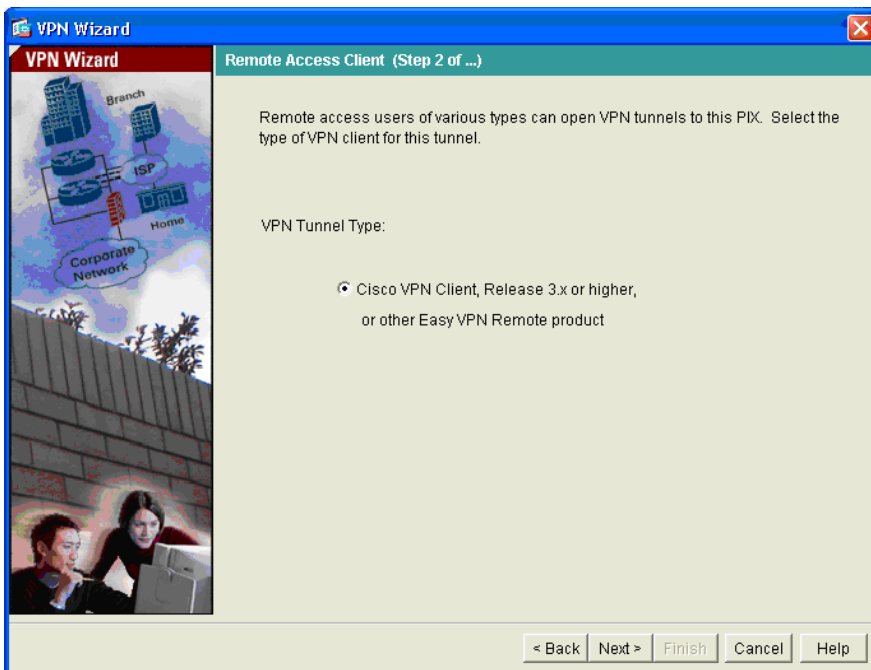 VPN Wizard
VPN Wizard
Remote Access Client (Step 2 of ...)
Branch
ISP
Home
Corporate
Network
Remote access users of various types can open VPN tunnels to this PIX. Select the
type of VPN client for this tunnel.
VPN Tunnel Type:
Cisco VPN Client, Release 3.x or higher,
or other Easy VPN Remote product
< Back
Next >
Finish
Cancel
Help